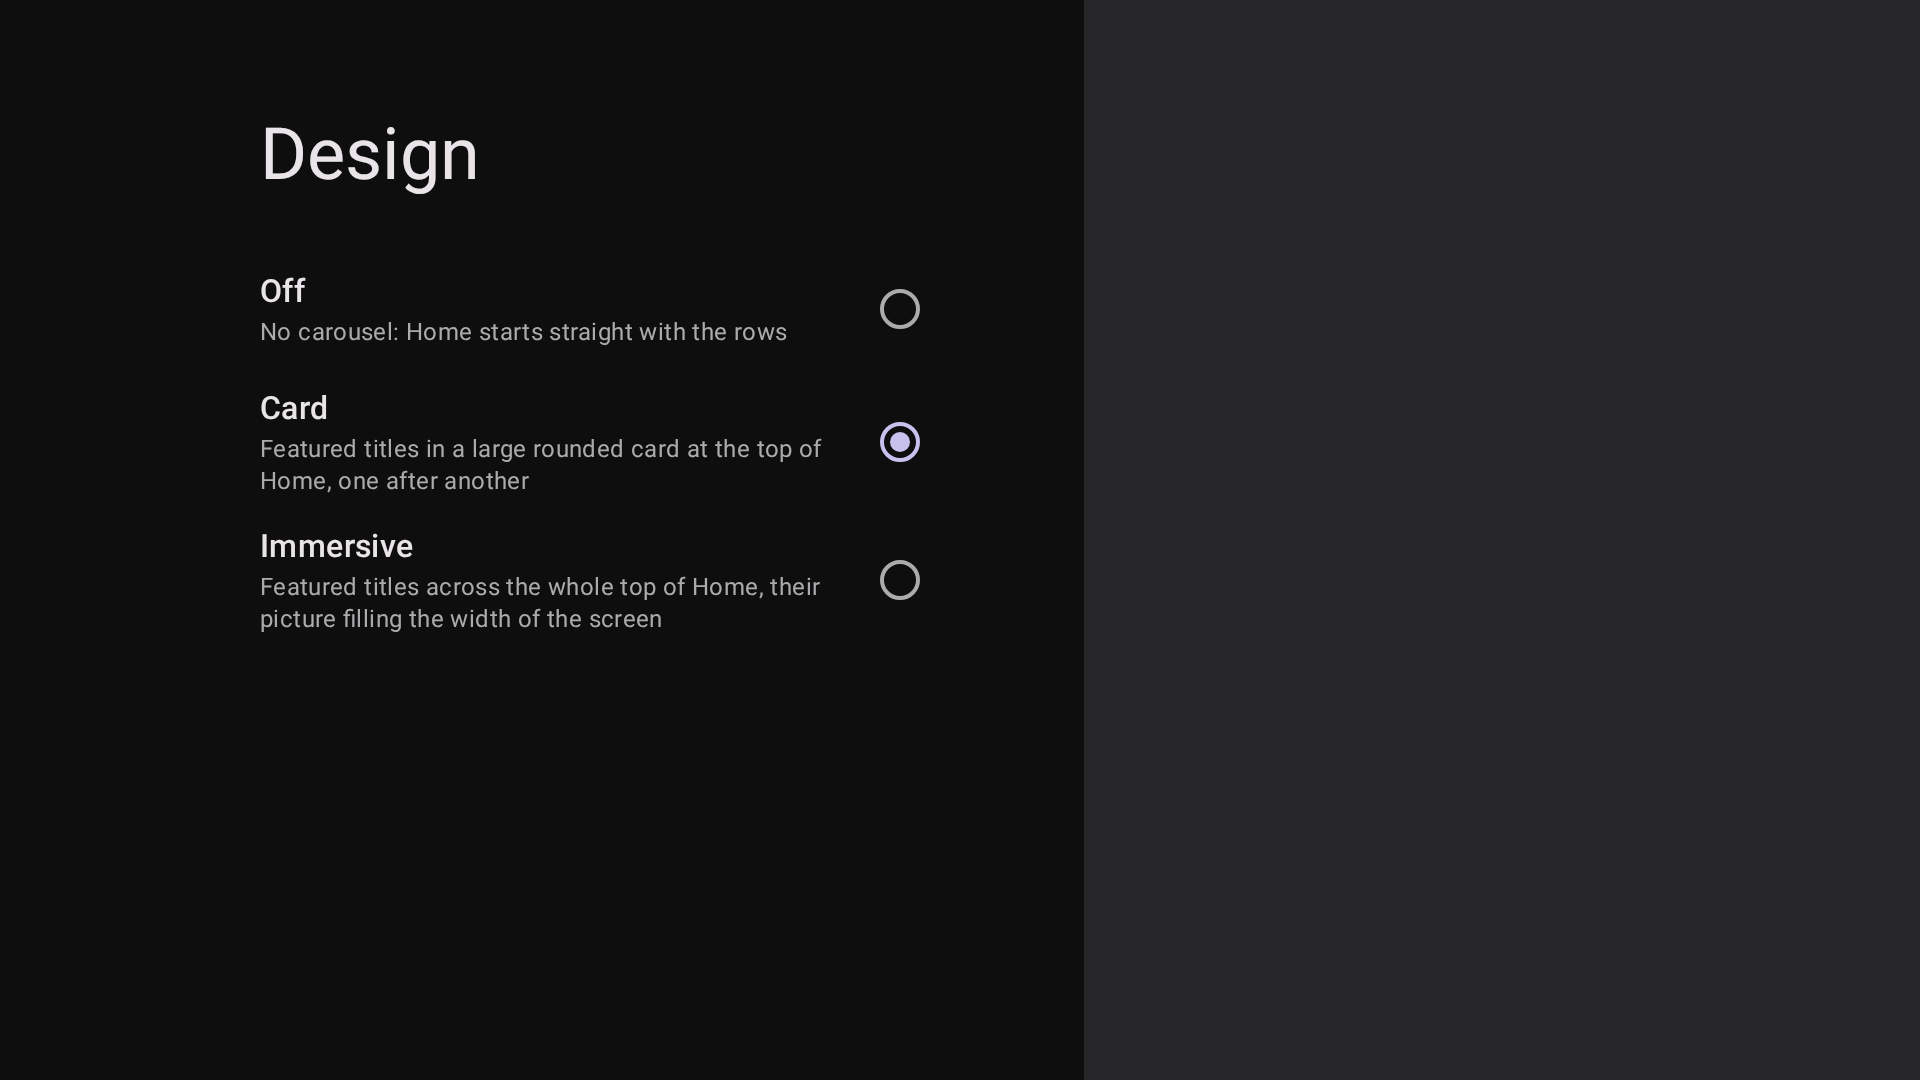 Design
Off
No carousel: Home starts straight with the rows
Card
Featured titles in a large rounded card at the top of
Home, one after another
Immersive
Featured titles across the whole top of Home, their
picture filling the width of the screen